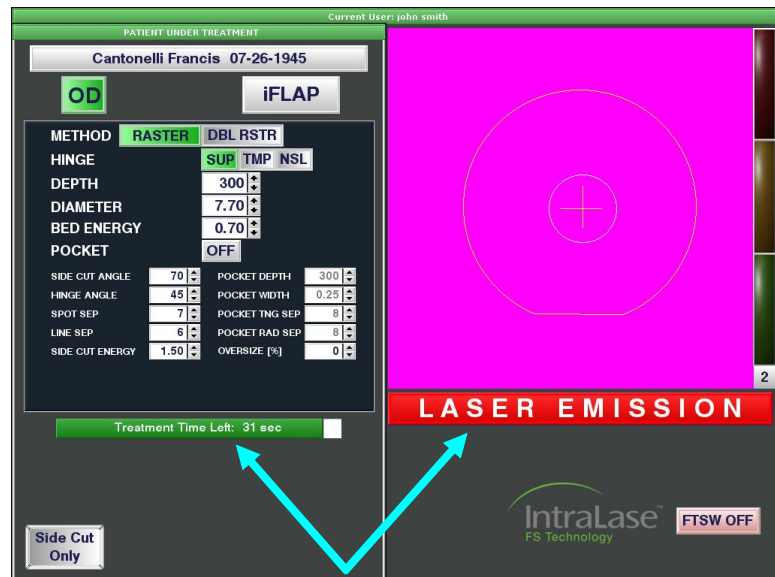 Current User: john smith
PATIENT UNDER TREATMENT
Cantonelli Francis 07-26-1945
OD
iFLAP
METHOD RASTER DBL RSTR
HINGE SUP TMP NSL
DEPTH 300
DIAMETER 7.70
BED ENERGY 0.70
POCKET OFF
SIDE CUT ANGLE 70 POCKET DEPTH 300
HINGE ANGLE 45 POCKET WIDTH 0.25
SPOT SEP 7 POCKET TNG SEP 8
LINE SEP 6 POCKET RAD SEP 8
SIDE CUT ENERGY 1.50 OVERSIZE [%] 0
2
LASER EMISSION
Treatment Time Left: 31 sec
IntraLase™
FS Technology
FTSW OFF
Side Cut
Only